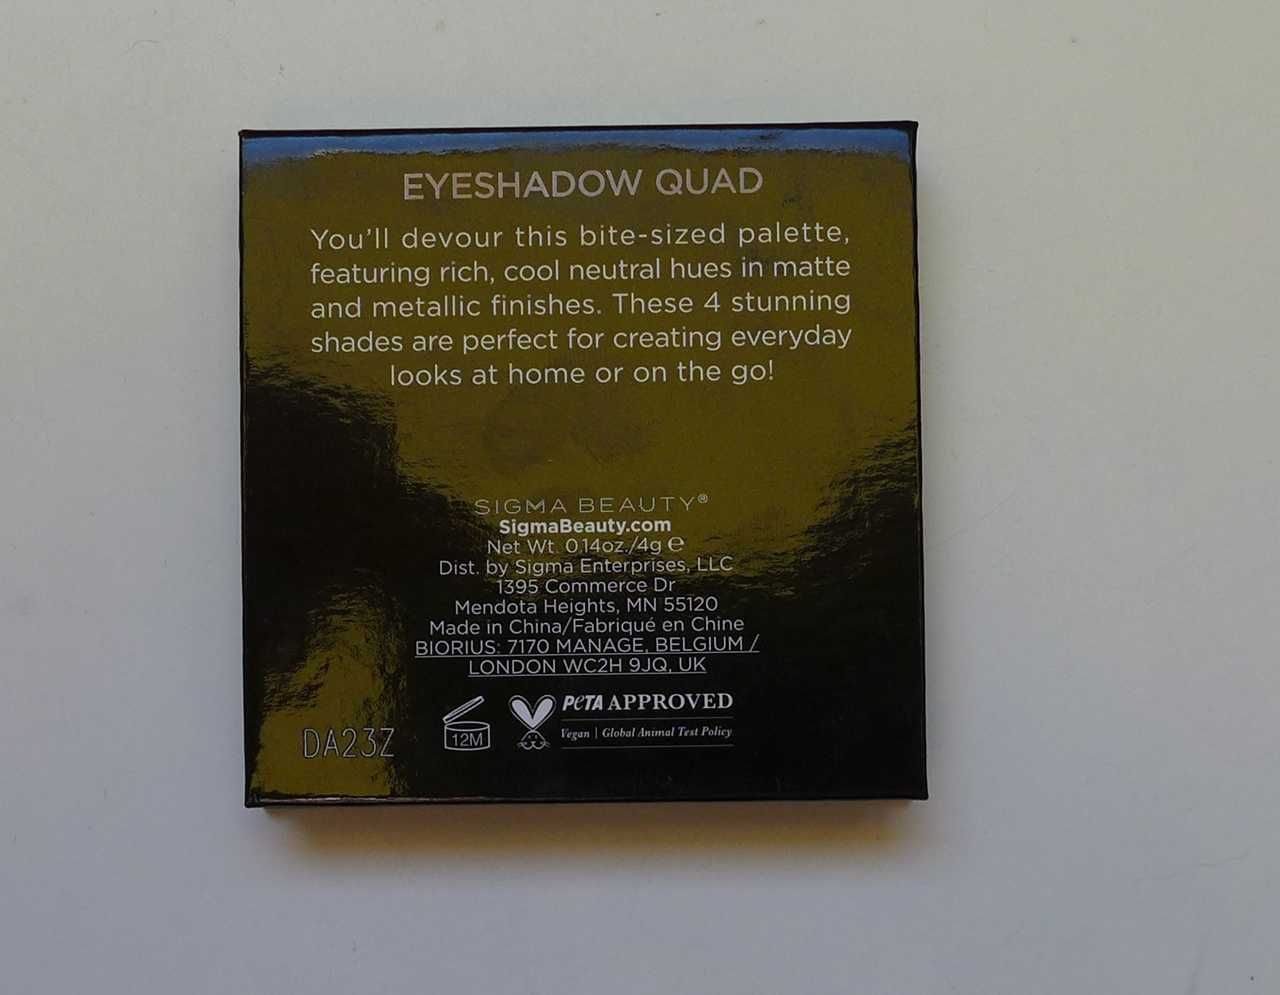 EYESHADOW QUAD
You'll devour this bite-sized palette,
featuring rich, cool neutral hues in matte
and metallic finishes. These 4 stunning
shades are perfect for creating everyday
looks at home or on the go!
SIGMA BEAUTY®
SigmaBeauty.com
Net Wt. 0.14oz./4g ℮
Dist. by Sigma Enterprises, LLC
1395 Commerce Dr
Mendota Heights, MN 55120
Made in China/Fabriqué en Chine
BIORIUS: 7170 MANAGE, BELGIUM /
LONDON WC2H 9JQ, UK
PETA APPROVED
Vegan | Global Animal Test Policy
12M
DA23Z